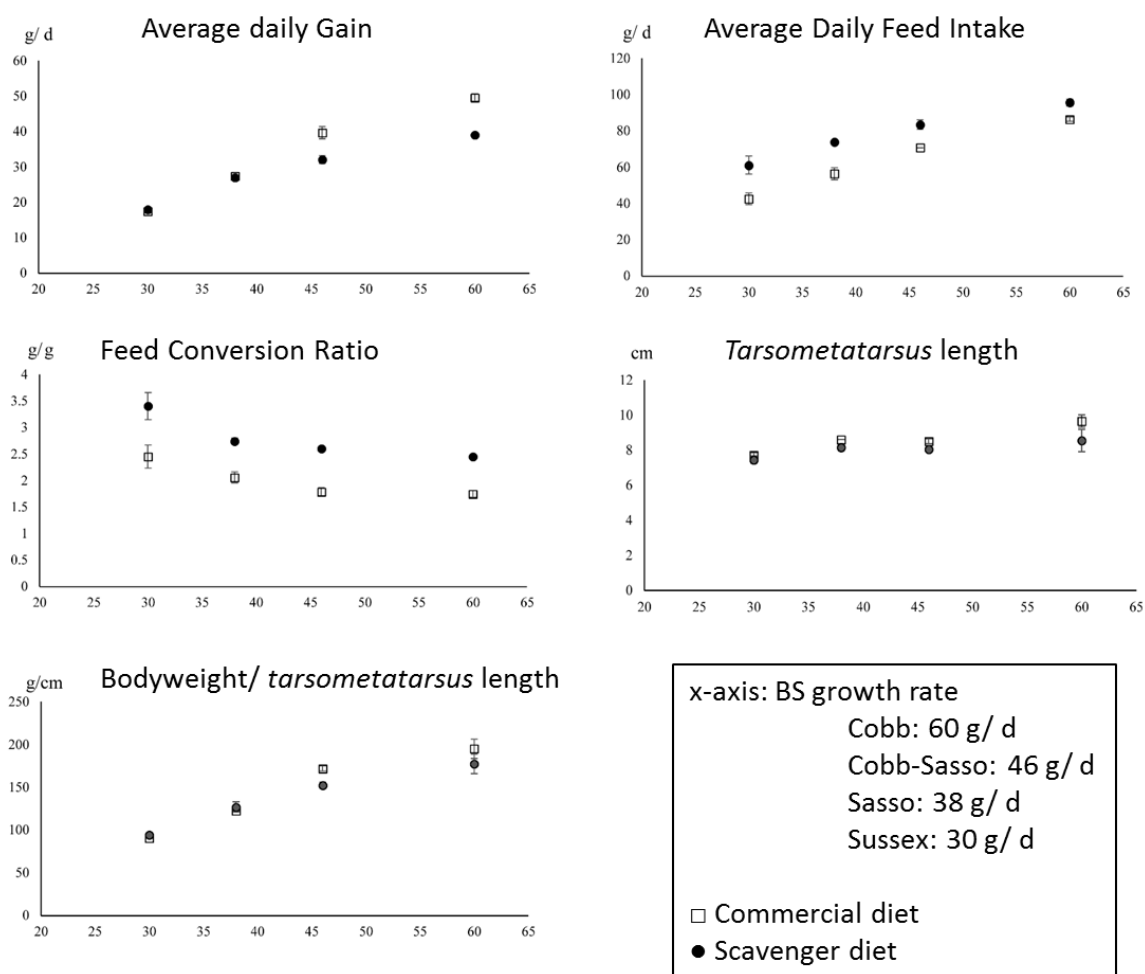 g/ d
Average daily Gain
60
50
40
30
20
10
0
20 25 30 35 40 45 50 55 60 65
g/ d
Average Daily Feed Intake
120
100
80
60
40
20
0
20 25 30 35 40 45 50 55 60 65
g/ g
Feed Conversion Ratio
4
3.5
3
2.5
2
1.5
1
0.5
0
20 25 30 35 40 45 50 55 60 65
cm
Tarsometatarsus length
12
10
8
6
4
2
0
20 25 30 35 40 45 50 55 60 65
g/cm
Bodyweight/ tarsometatarsus length
250
200
150
100
50
0
20 25 30 35 40 45 50 55 60 65
x-axis: BS growth rate
Cobb: 60 g/ d
Cobb-Sasso: 46 g/ d
Sasso: 38 g/ d
Sussex: 30 g/ d
□ Commercial diet
● Scavenger diet